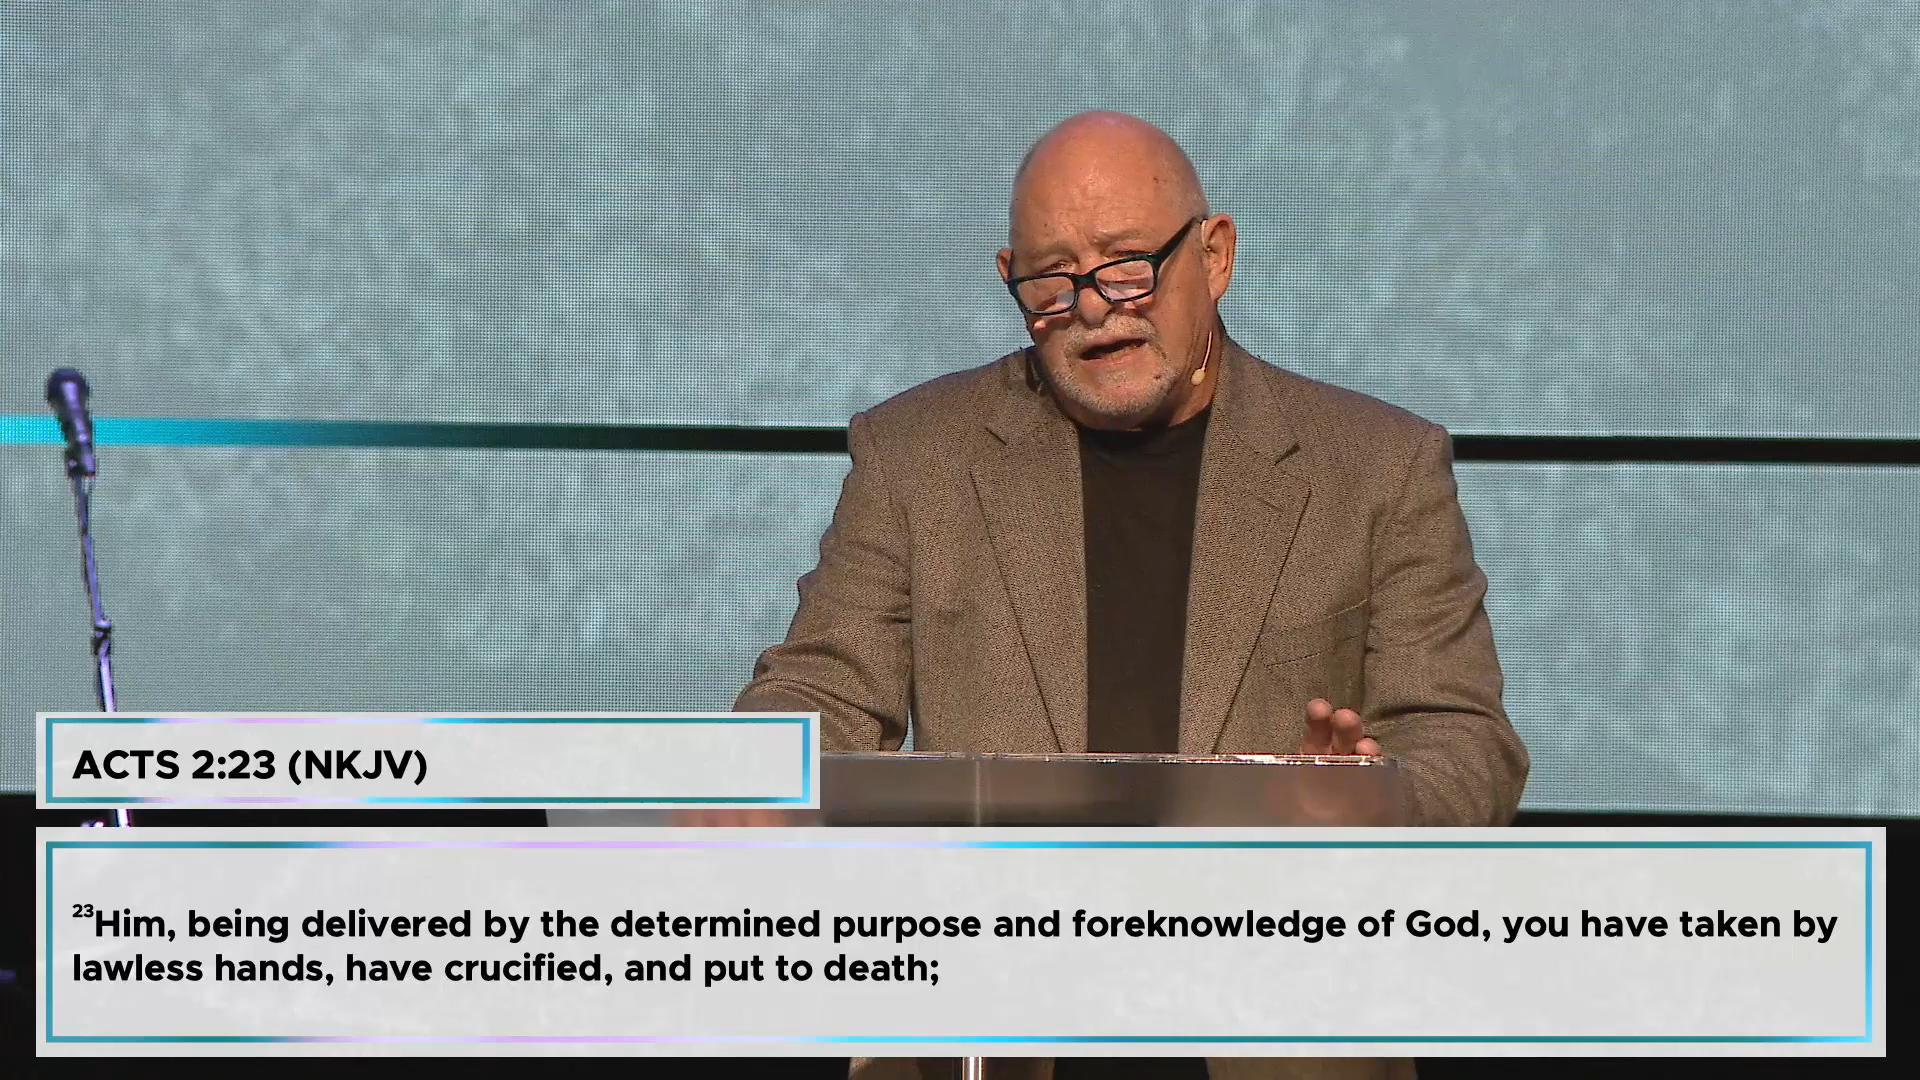 ACTS 2:23 (NKJV)
23Him, being delivered by the determined purpose and foreknowledge of God, you have taken by
lawless hands, have crucified, and put to death;